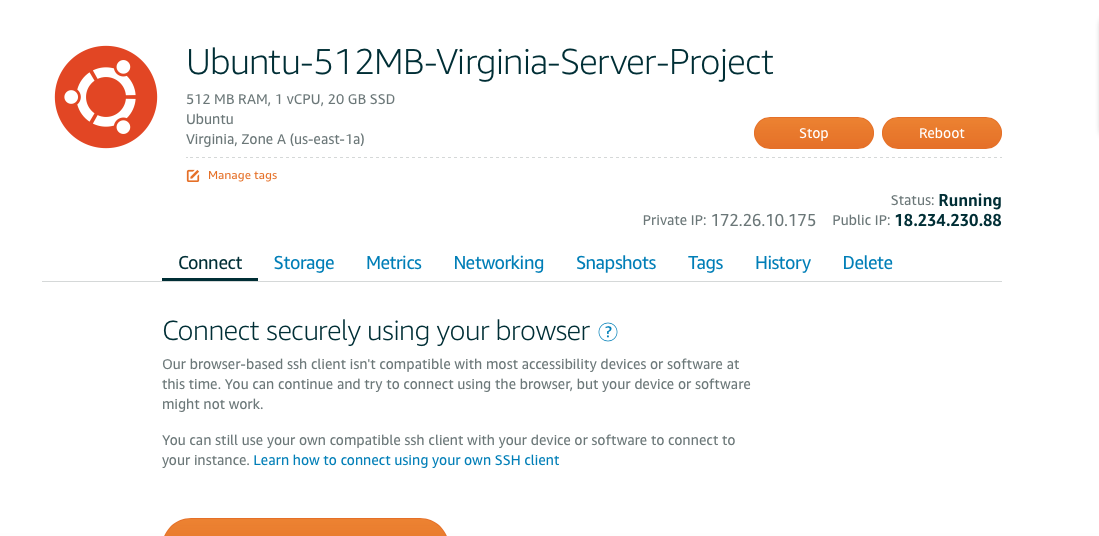 Ubuntu-512MB-Virginia-Server-Project
512 MB RAM, 1 vCPU, 20 GB SSD
Ubuntu
Virginia, Zone A (us-east-1a)
Stop
Reboot
Manage tags
Status: Running
Private IP: 172.26.10.175 Public IP: 18.234.230.88
Connect Storage Metrics Networking Snapshots Tags History Delete
Connect securely using your browser ?
Our browser-based ssh client isn't compatible with most accessibility devices or software at
this time. You can continue and try to connect using the browser, but your device or software
might not work.
You can still use your own compatible ssh client with your device or software to connect to
your instance. Learn how to connect using your own SSH client